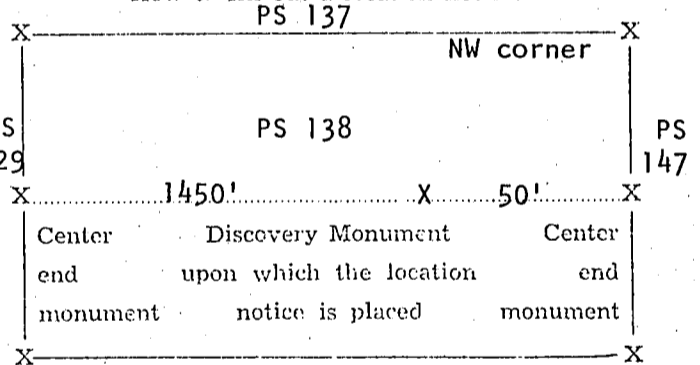 PS 137
X X
NW corner
PS 138
PS
147
X 1450' X 50' X
Center Discovery Monument Center
end upon which the location end
monument notice is placed monument
X X